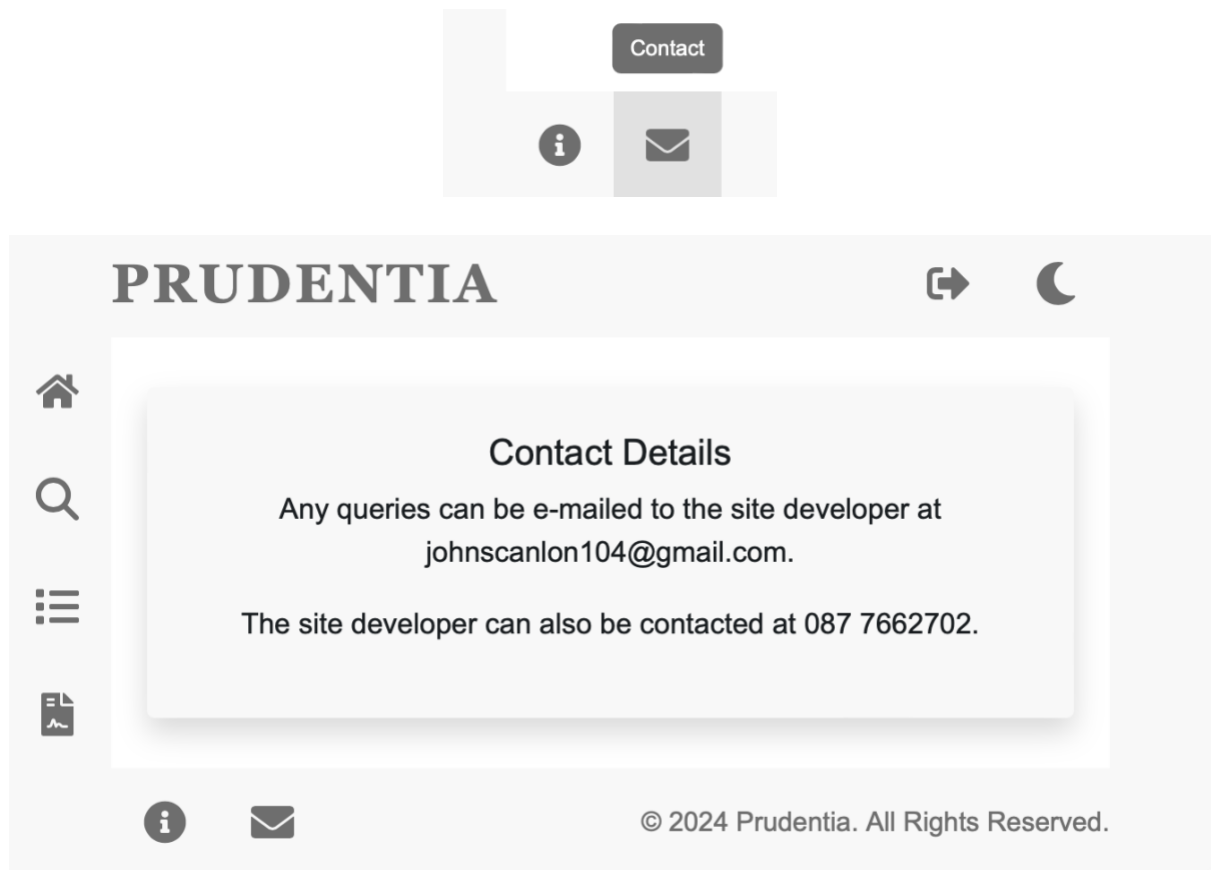 Contact
PRUDENTIA
Contact Details
Any queries can be e-mailed to the site developer at
johnscanlon104@gmail.com.
The site developer can also be contacted at 087 7662702.
© 2024 Prudentia. All Rights Reserved.